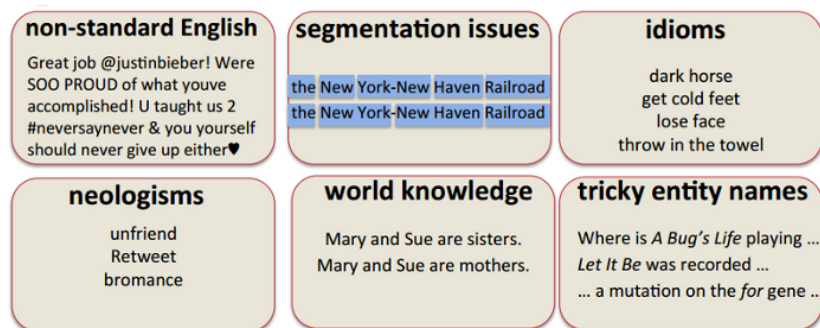 non-standard English
Great job @justinbieber! Were
SOO PROUD of what youve
accomplished! U taught us 2
#neversaynever & you yourself
should never give up either♥
segmentation issues
the New York-New Haven Railroad
the New York-New Haven Railroad
idioms
dark horse
get cold feet
lose face
throw in the towel
neologisms
unfriend
Retweet
bromance
world knowledge
Mary and Sue are sisters.
Mary and Sue are mothers.
tricky entity names
Where is A Bug's Life playing …
Let It Be was recorded …
… a mutation on the for gene …